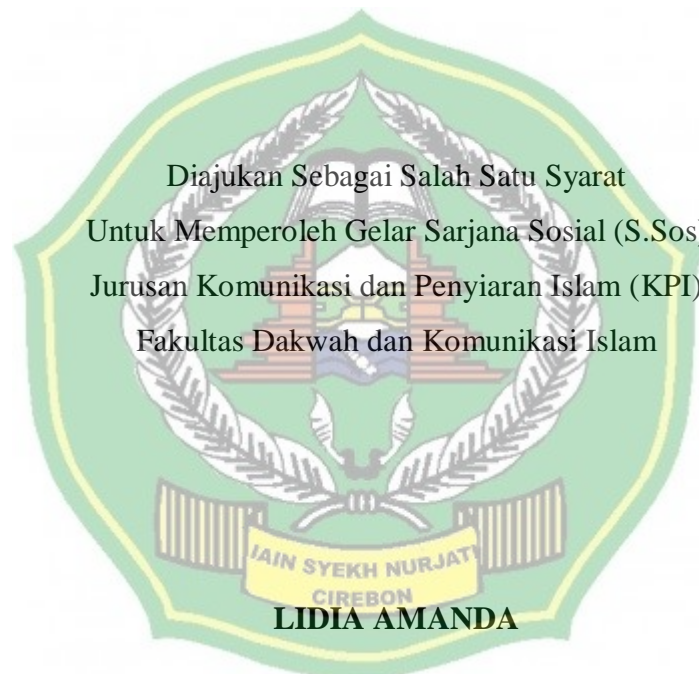 Diajukan Sebagai Salah Satu Syarat
Untuk Memperoleh Gelar Sarjana Sosial (S.Sos)
Jurusan Komunikasi dan Penyiaran Islam (KPI)
Fakultas Dakwah dan Komunikasi Islam
IAIN SYEKH NURJATI
CIREBON
LIDIA AMANDA